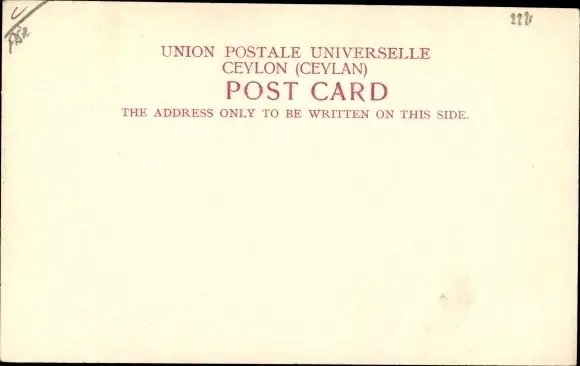 UNION POSTALE UNIVERSELLE
CEYLON (CEYLAN)
POST CARD
THE ADDRESS ONLY TO BE WRITTEN ON THIS SIDE.